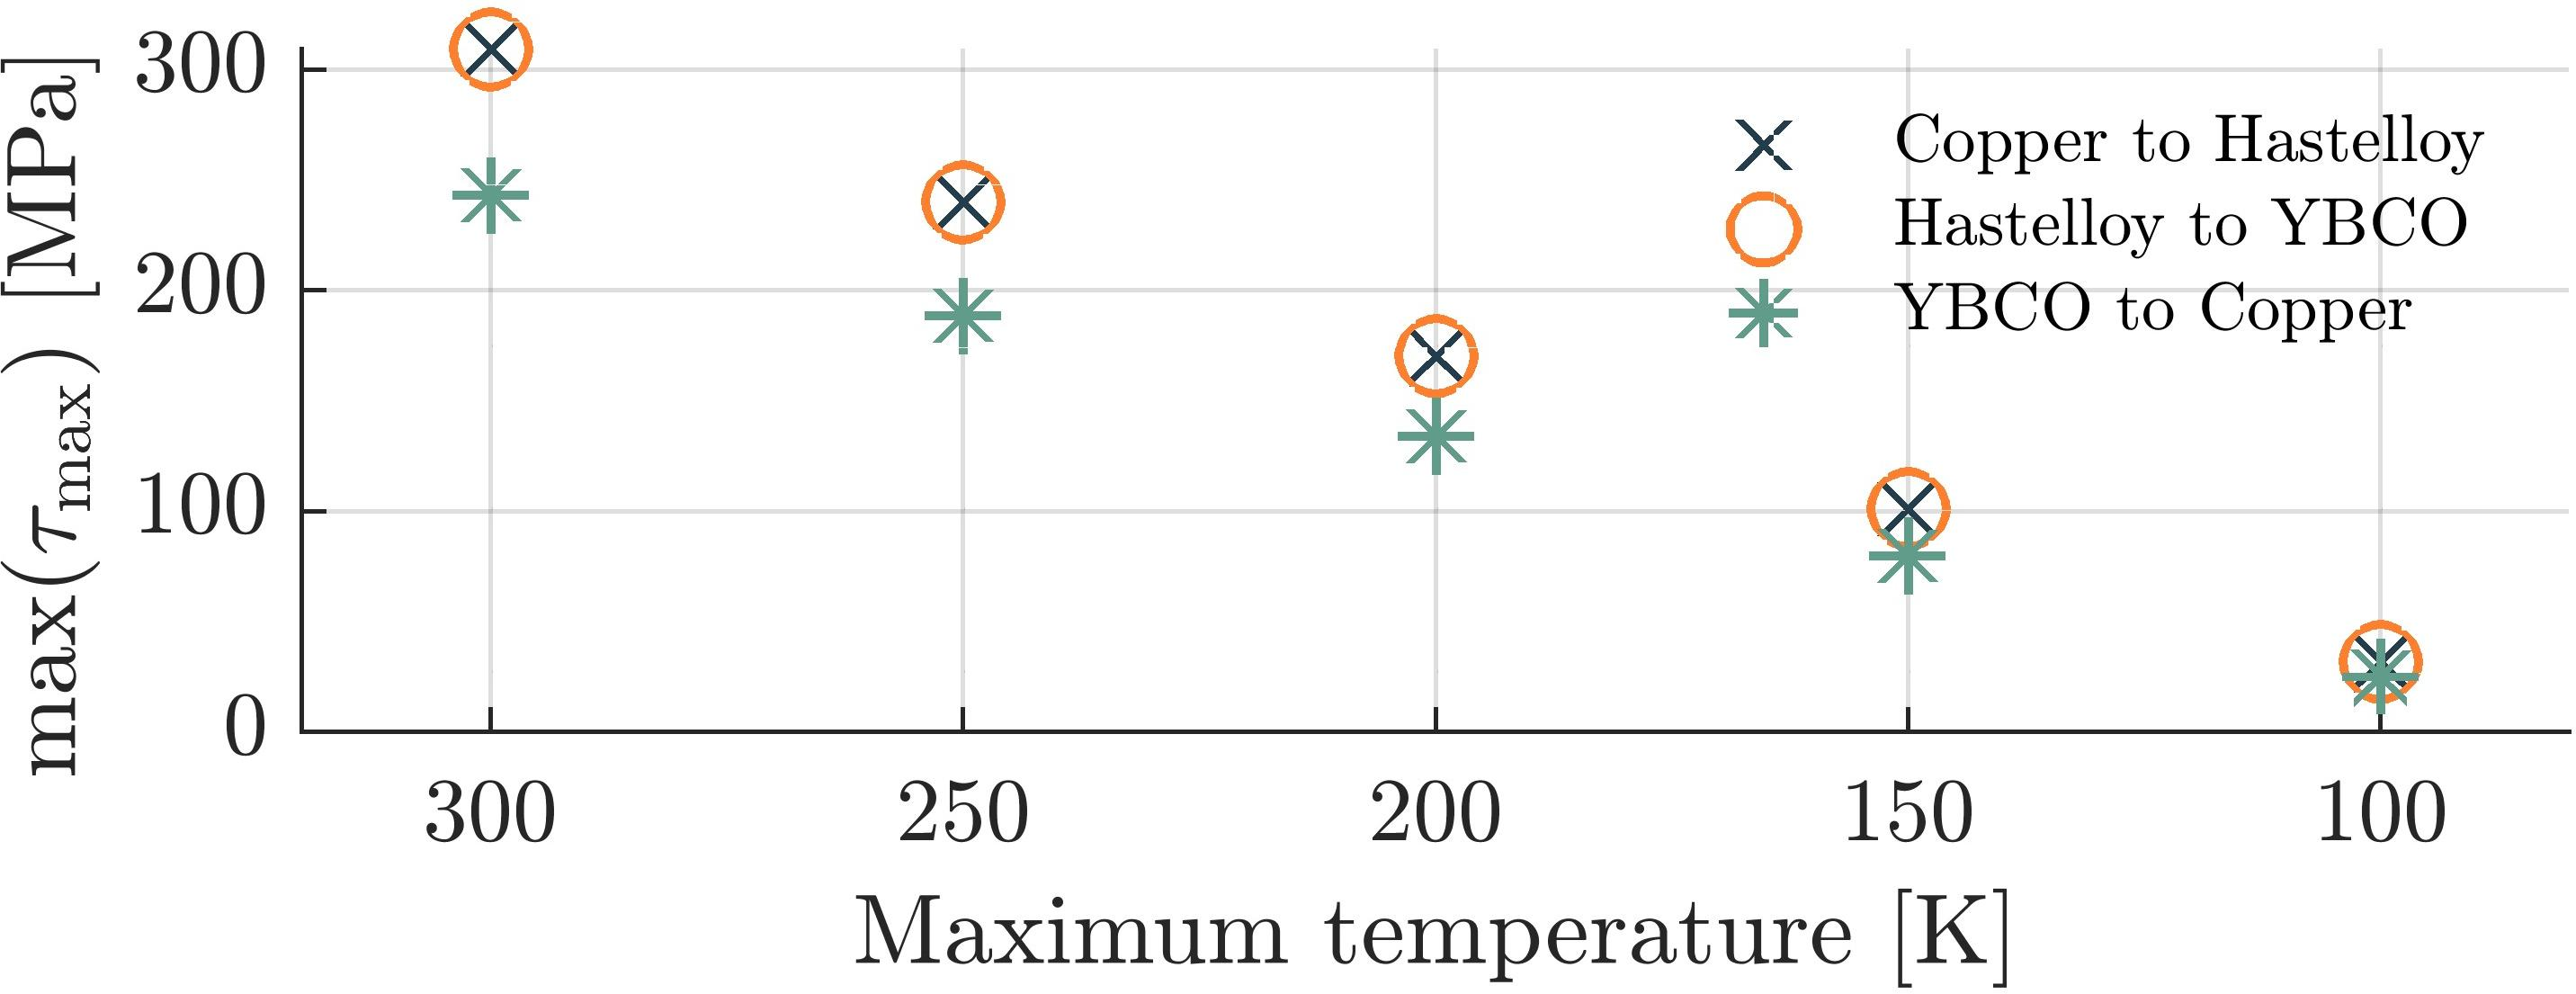 max(τmax) [MPa]
300
200
100
0
Copper to Hastelloy
Hastelloy to YBCO
YBCO to Copper
300 250 200 150 100
Maximum temperature [K]